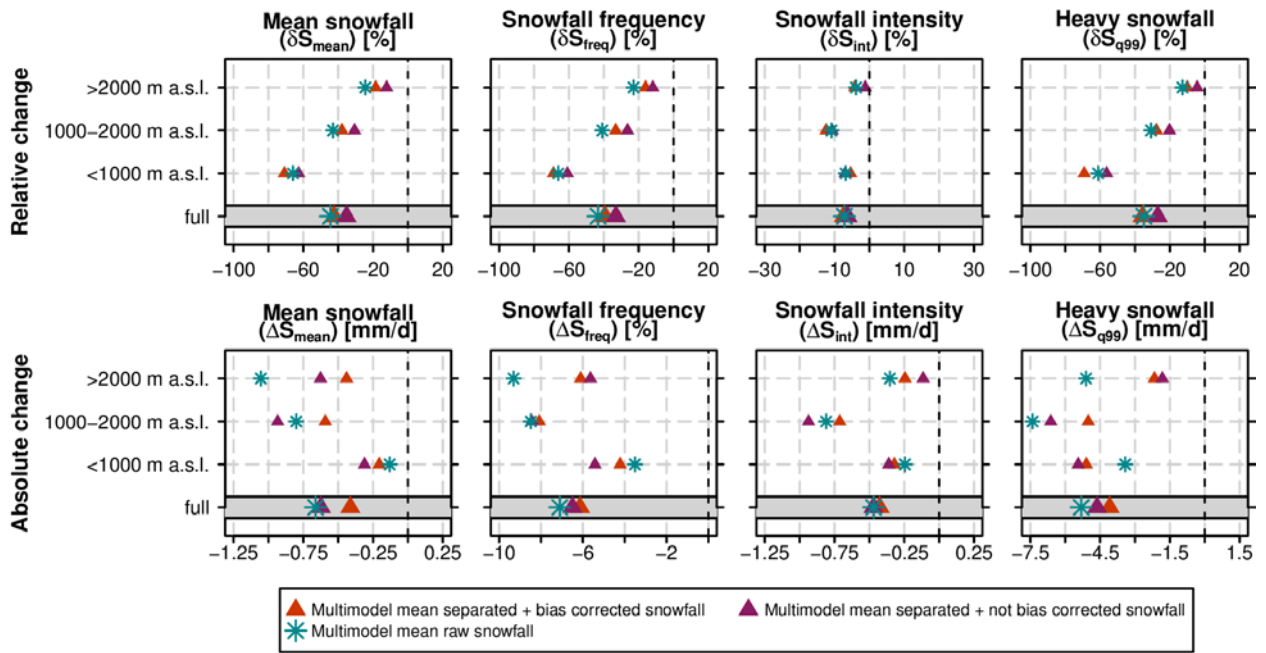 Mean snowfall
(δSmean) [%]
Snowfall frequency
(δSfreq) [%]
Snowfall intensity
(δSint) [%]
Heavy snowfall
(δSq99) [%]
Relative change
>2000 m a.s.l.
1000−2000 m a.s.l.
<1000 m a.s.l.
full
−100 −60 −20 20
−100 −60 −20 20
−30 −10 10 30
−100 −60 −20 20
Mean snowfall
(ΔSmean) [mm/d]
Snowfall frequency
(ΔSfreq) [%]
Snowfall intensity
(ΔSint) [mm/d]
Heavy snowfall
(ΔSq99) [mm/d]
Absolute change
>2000 m a.s.l.
1000−2000 m a.s.l.
<1000 m a.s.l.
full
−1.25 −0.75 −0.25 0.25
−10 −6 −2
−1.25 −0.75 −0.25 0.25
−7.5 −4.5 −1.5 1.5
Multimodel mean separated + bias corrected snowfall
Multimodel mean separated + not bias corrected snowfall
Multimodel mean raw snowfall